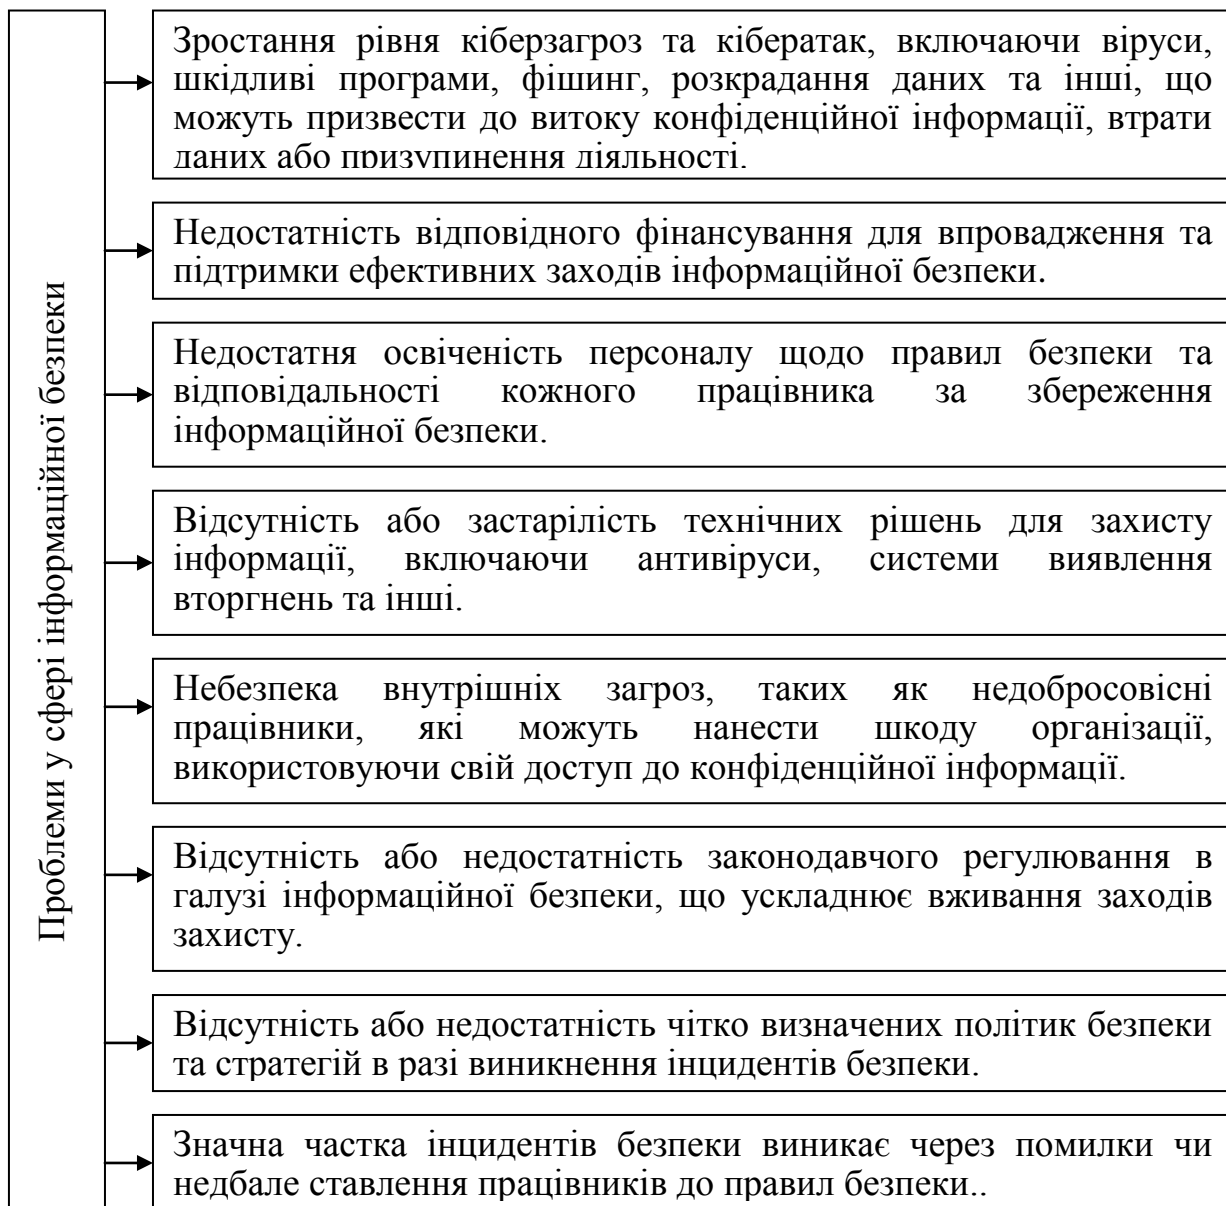 Проблеми у сфері інформаційної безпеки
Зростання рівня кіберзагроз та кібератак, включаючи віруси,
шкідливі програми, фішинг, розкрадання даних та інші, що
можуть призвести до витоку конфіденційної інформації, втрати
даних або призупинення діяльності.
Недостатність відповідного фінансування для впровадження та
підтримки ефективних заходів інформаційної безпеки.
Недостатня освіченість персоналу щодо правил безпеки та
відповідальності кожного працівника за збереження
інформаційної безпеки.
Відсутність або застарілість технічних рішень для захисту
інформації, включаючи антивіруси, системи виявлення
вторгнень та інші.
Небезпека внутрішніх загроз, таких як недобросовісні
працівники, які можуть нанести шкоду організації,
використовуючи свій доступ до конфіденційної інформації.
Відсутність або недостатність законодавчого регулювання в
галузі інформаційної безпеки, що ускладнює вживання заходів
захисту.
Відсутність або недостатність чітко визначених політик безпеки
та стратегій в разі виникнення інцидентів безпеки.
Значна частка інцидентів безпеки виникає через помилки чи
недбале ставлення працівників до правил безпеки..